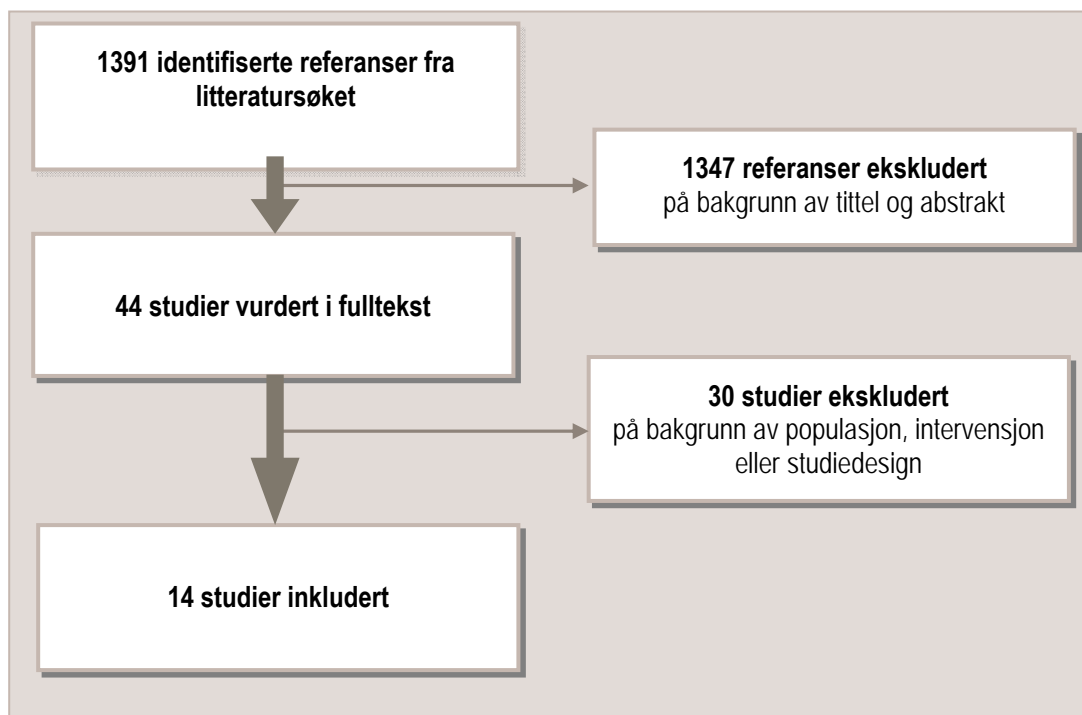 1391 identifiserte referanser fra
litteratursøket
1347 referanser ekskludert
på bakgrunn av tittel og abstrakt
44 studier vurdert i fulltekst
30 studier ekskludert
på bakgrunn av populasjon, intervensjon
eller studiedesign
14 studier inkludert